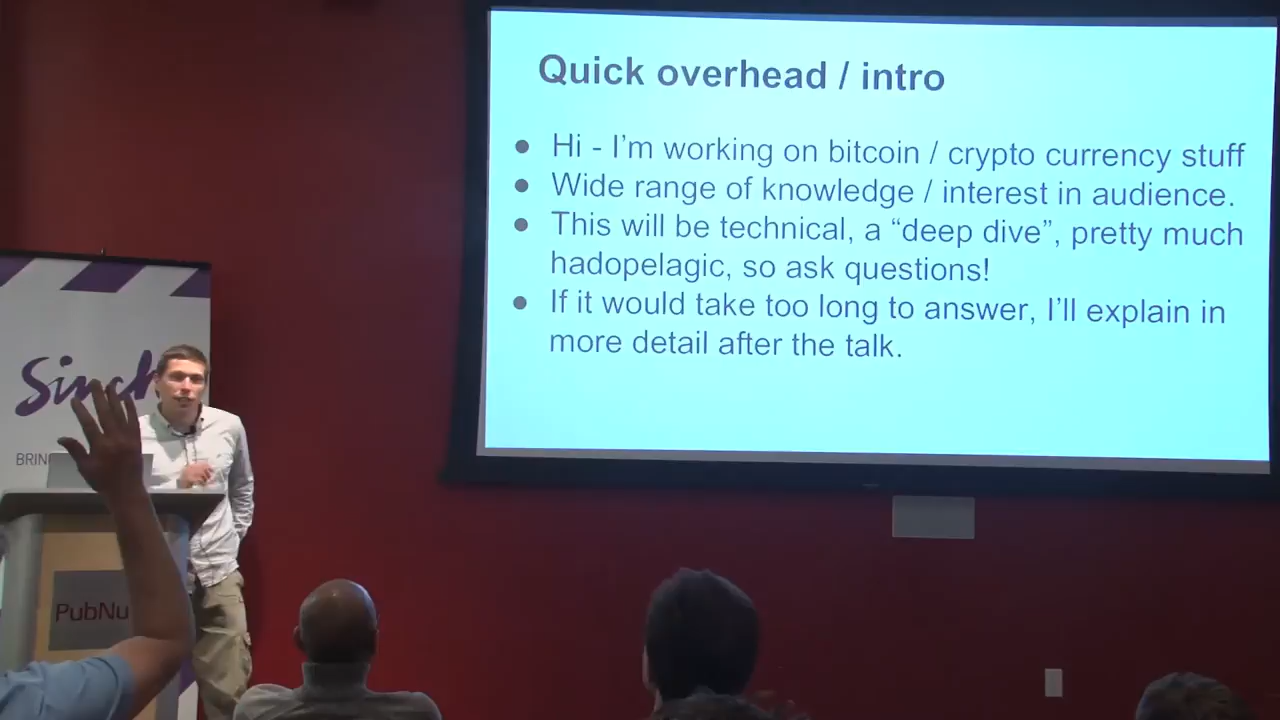 Quick overhead / intro
● Hi - I'm working on bitcoin / crypto currency stuff
● Wide range of knowledge / interest in audience.
● This will be technical, a “deep dive”, pretty much
hadopelagic, so ask questions!
● If it would take too long to answer, I'll explain in
more detail after the talk.
Sinch
BRIN
PubNu